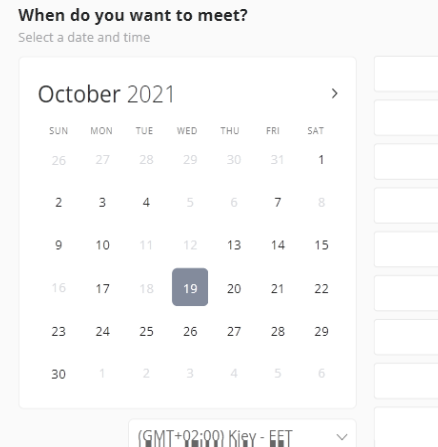 When do you want to meet?
Select a date and time
October 2021
SUN MON TUE WED THU FRI SAT
26 27 28 29 30 31 1
2 3 4 5 6 7 8
9 10 11 12 13 14 15
16 17 18 19 20 21 22
23 24 25 26 27 28 29
30 1 2 3 4 5 6
(GMT+02:00) Kiev - EET